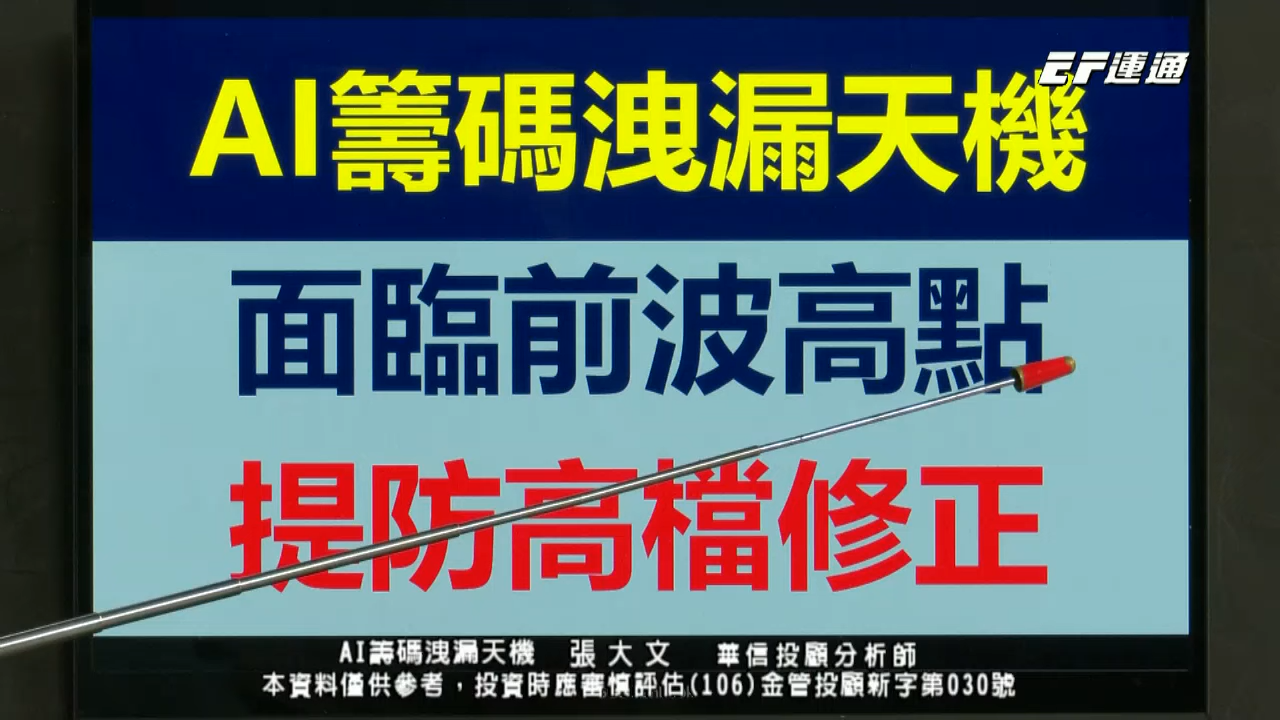 EF運通
AI籌碼洩漏天機
面臨前波高點
提防高檔修正
AI籌碼洩漏天機 張大文 華信投顧分析師
本資料僅供參考，投資時應審慎評估(106)金管投顧新字第030號